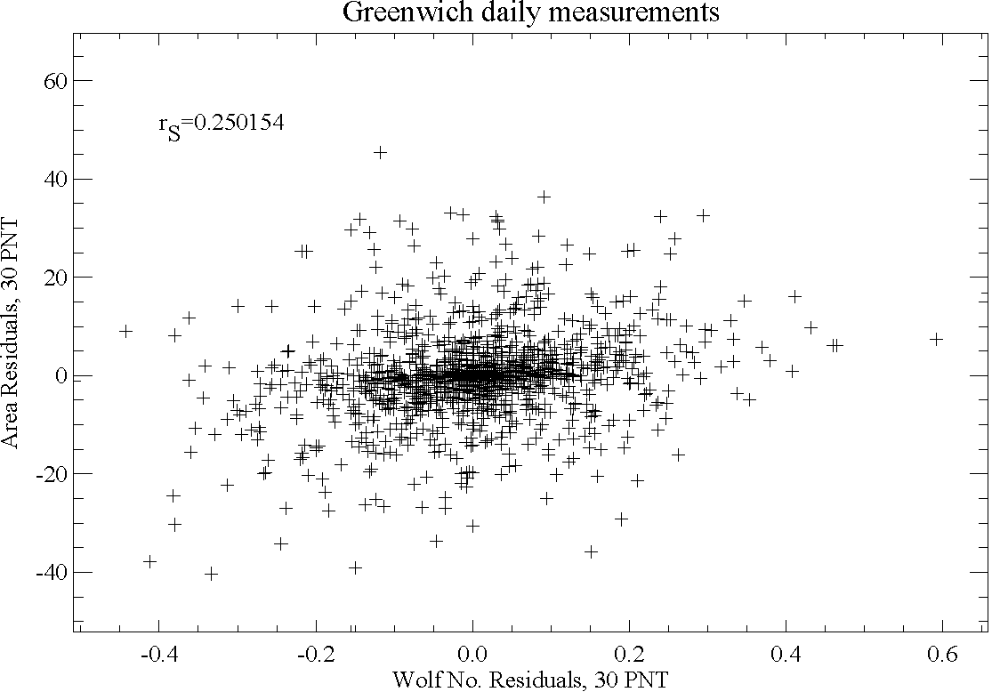 Greenwich daily measurements
rS=0.250154
60
40
20
0
-20
-40
Area Residuals, 30 PNT
-0.4 -0.2 0.0 0.2 0.4 0.6
Wolf No. Residuals, 30 PNT